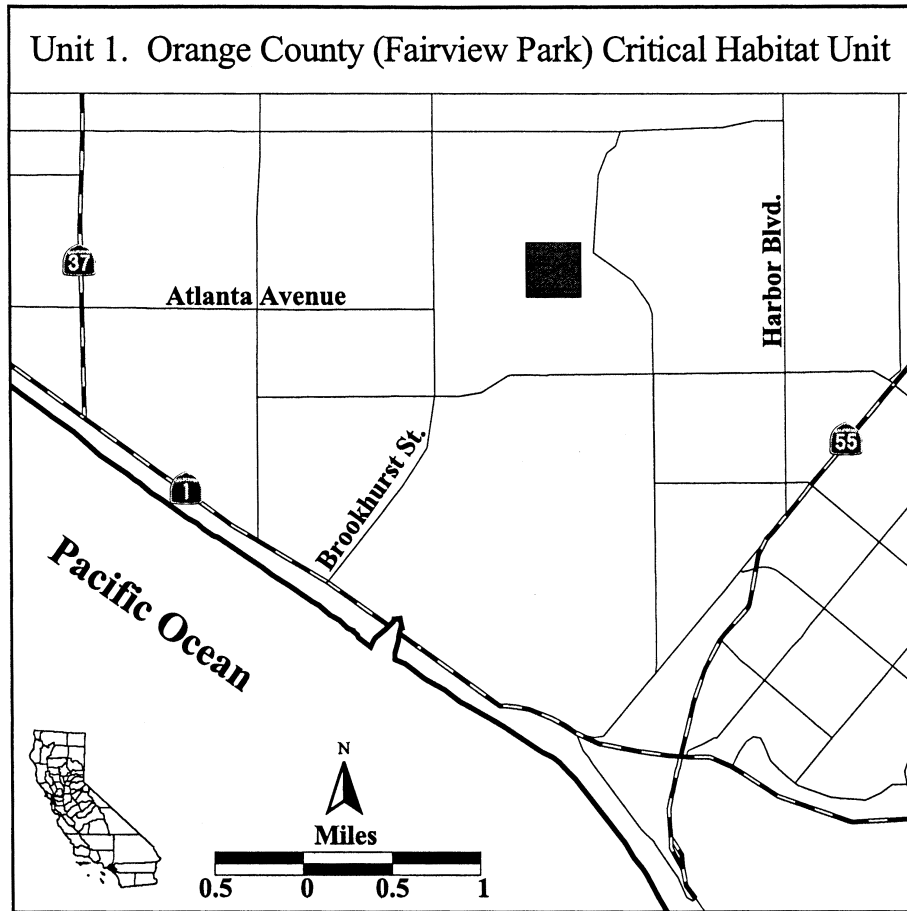 Unit 1. Orange County (Fairview Park) Critical Habitat Unit
37
Atlanta Avenue
Harbor Blvd.
55
1
Brookhurst St.
Pacific Ocean
N
Miles
0.5 0 0.5 1